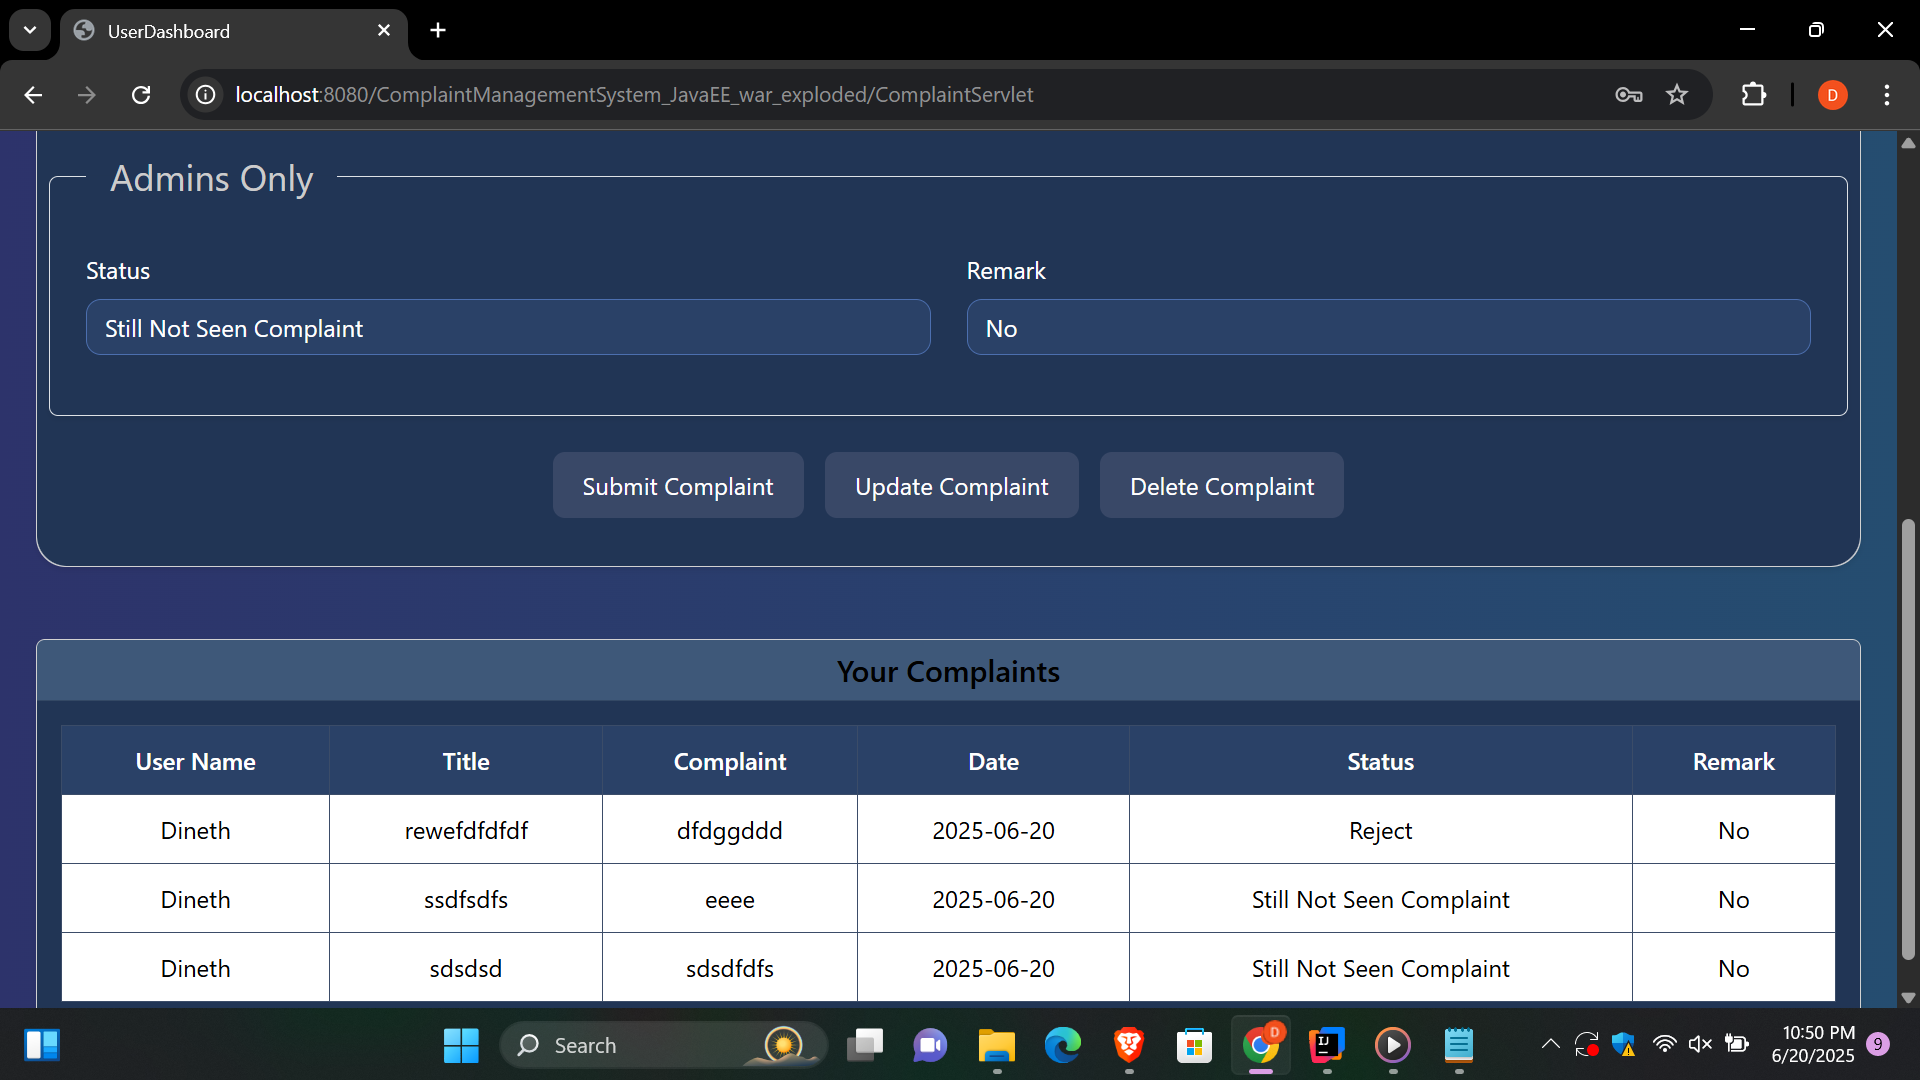 UserDashboard
localhost:8080/ComplaintManagementSystem_JavaEE_war_exploded/ComplaintServlet
D
Admins Only
Status Remark
Still Not Seen Complaint No
Submit Complaint Update Complaint Delete Complaint
Your Complaints
User Name Title Complaint Date Status Remark
Dineth rewefdfdfdf dfdggddd 2025-06-20 Reject No
Dineth ssdfsdfs eeee 2025-06-20 Still Not Seen Complaint No
Dineth sdsdsd sdsdfdfs 2025-06-20 Still Not Seen Complaint No
Search
D
IJ
10:50 PM
6/20/2025
9